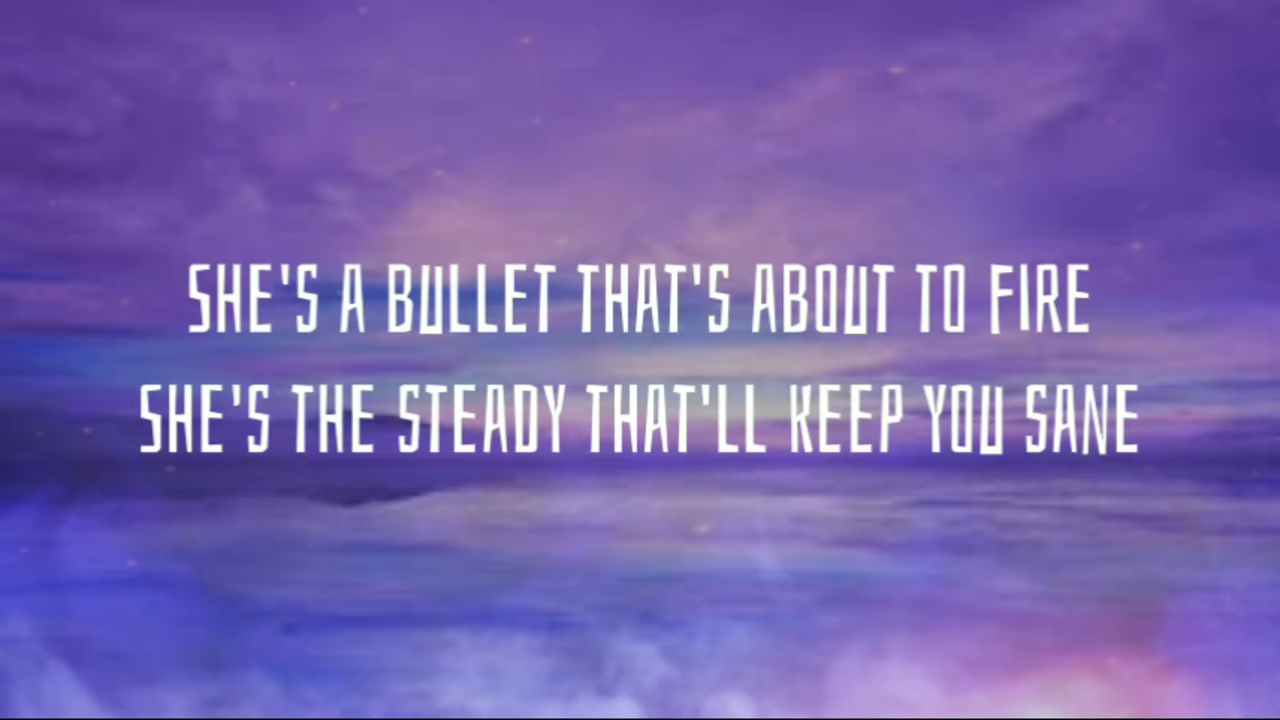 SHE'S A BULLET THAT'S ABOUT TO FIRE
SHE'S THE STEADY THAT'LL KEEP YOU SANE